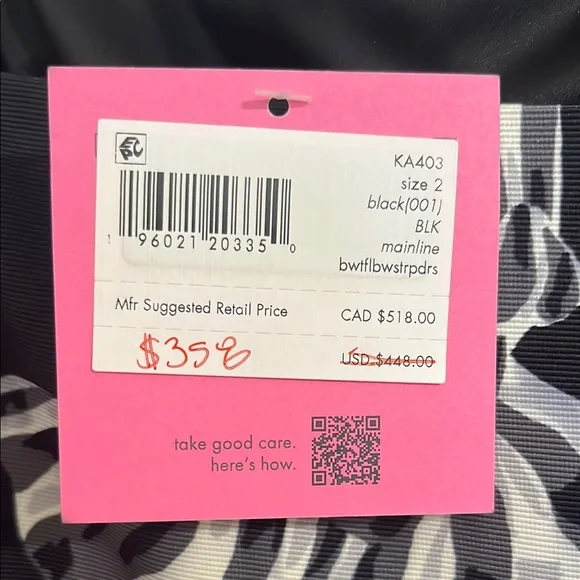 EPC
KA403
size 2
black(001)
BLK
mainline
bwtflbwstrpdrs
1 96021 20335 0
Mfr Suggested Retail Price
CAD $518.00
$358
USD $448.00
take good care.
here's how.